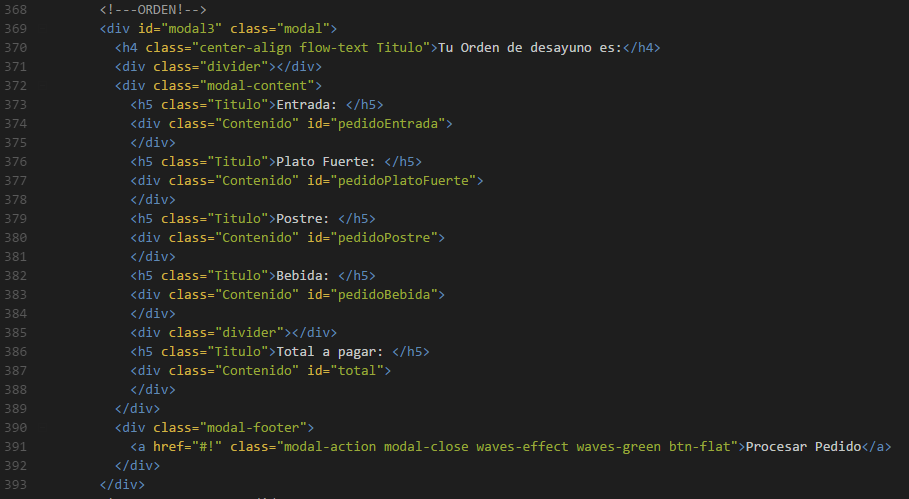 368 <!---ORDEN!-->
369 <div id="modal3" class="modal">
370 <h4 class="center-align flow-text Titulo">Tu Orden de desayuno es:</h4>
371 <div class="divider"></div>
372 <div class="modal-content">
373 <h5 class="Titulo">Entrada: </h5>
374 <div class="Contenido" id="pedidoEntrada">
375 </div>
376 <h5 class="Titulo">Plato Fuerte: </h5>
377 <div class="Contenido" id="pedidoPlatoFuerte">
378 </div>
379 <h5 class="Titulo">Postre: </h5>
380 <div class="Contenido" id="pedidoPostre">
381 </div>
382 <h5 class="Titulo">Bebida: </h5>
383 <div class="Contenido" id="pedidoBebida">
384 </div>
385 <div class="divider"></div>
386 <h5 class="Titulo">Total a pagar: </h5>
387 <div class="Contenido" id="total">
388 </div>
389 </div>
390 <div class="modal-footer">
391 <a href="#!" class="modal-action modal-close waves-effect waves-green btn-flat">Procesar Pedido</a>
392 </div>
393 </div>